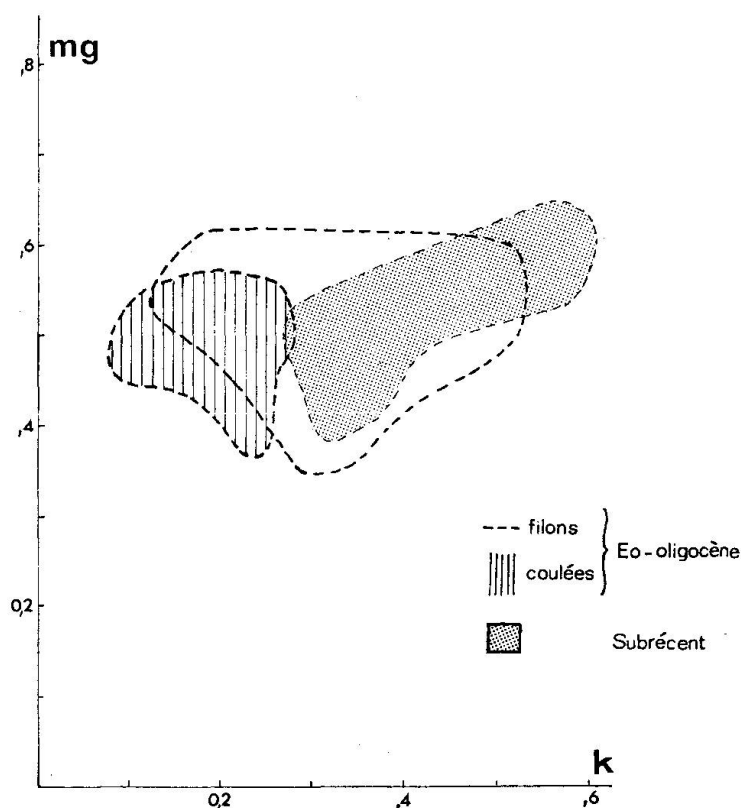 mg
,8
,6
,4
0,2
filons
coulées
Eo-oligocène
Subrécent
k
0,2
,4
,6